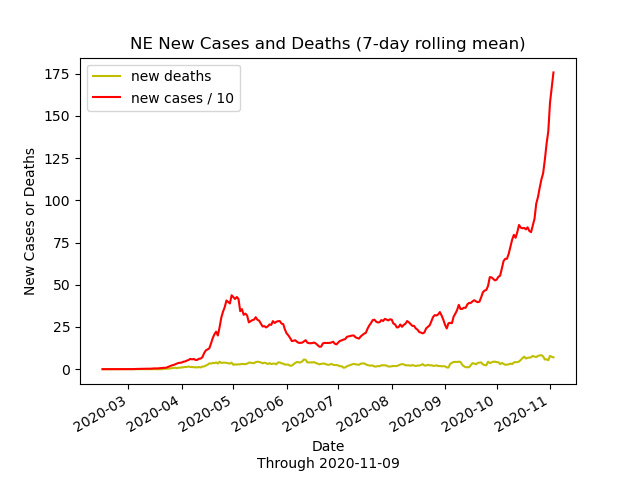 NE New Cases and Deaths (7-day rolling mean)
new deaths
new cases / 10
175
150
125
100
75
50
25
0
New Cases or Deaths
2020-03
2020-04
2020-05
2020-06
2020-07
2020-08
2020-09
2020-10
2020-11
Date
Through 2020-11-09